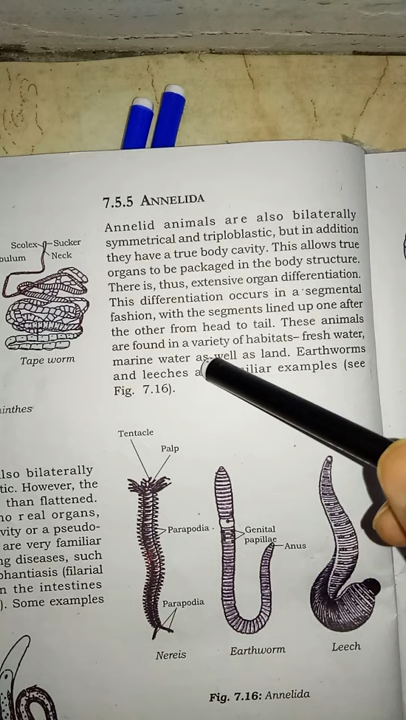 7.5.5 ANNELIDA
Annelid animals are also bilaterally
symmetrical and triploblastic, but in addition
they have a true body cavity. This allows true
organs to be packaged in the body structure.
There is, thus, extensive organ differentiation.
This differentiation occurs in a segmental
fashion, with the segments lined up one after
the other from head to tail. These animals
are found in a variety of habitats– fresh water,
marine water as well as land. Earthworms
and leeches
(see
Fig. 7.16).
Scolex
Sucker
Neck
Tape worm
lso bilaterally
tic. However, the
than flattened.
no real organs,
vity or a pseudo-
are very familiar
ng diseases, such
phantiasis (filarial
n the intestines
). Some examples
Tentacle
Palp
Parapodia
Parapodia
Nereis
Genital
papillae
Anus
Earthworm
Leech
Fig. 7.16: Annelida